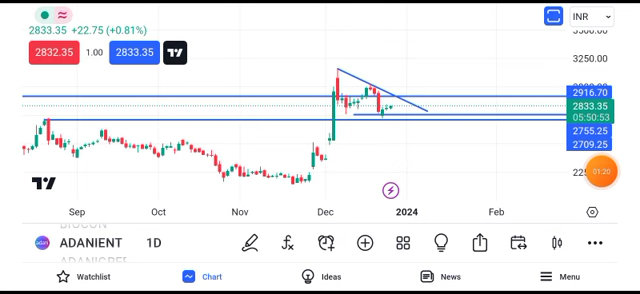 INR
2833.35 +22.75 (+0.81%)
3500.00
2832.35 1.00 2833.35
3250.00
2916.70
2833.35
05:50:53
2755.25
2709.25
01:20
Sep Oct Nov Dec 2024 Feb
ADANIENT 1D
Watchlist Chart Ideas News Menu